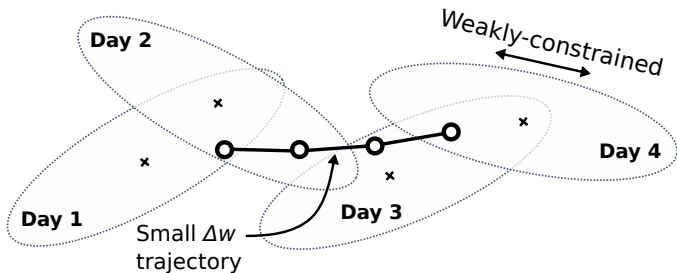 Day 2
Weakly-constrained
Day 4
Day 1
Day 3
Small Δw
trajectory